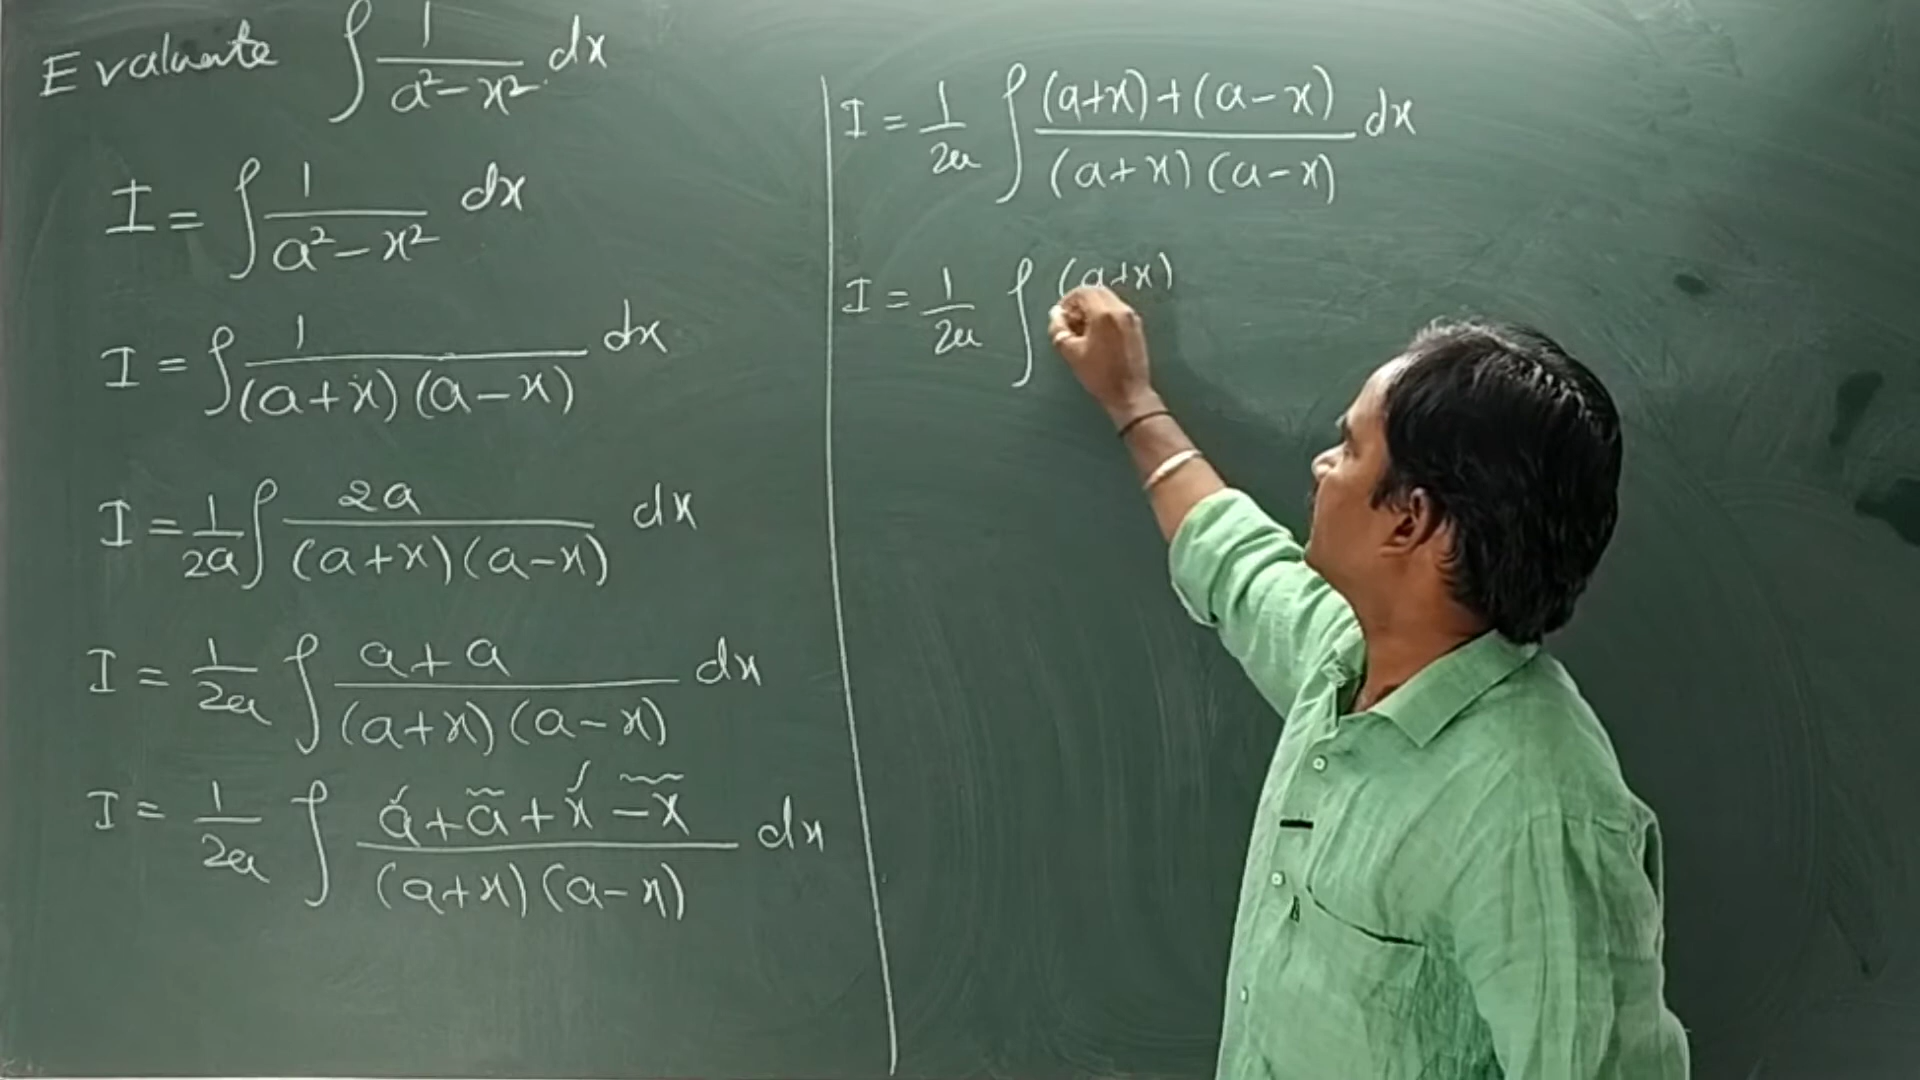 Evaluate ∫ 1/(a²-x²) dx
I = ∫ 1/(a²-x²) dx
I = ∫ 1/((a+x)(a-x)) dx
I = 1/2a ∫ 2a/((a+x)(a-x)) dx
I = 1/2a ∫ (a+a)/((a+x)(a-x)) dx
I = 1/2a ∫ (a+a+x-x)/((a+x)(a-x)) dx
I = 1/2a ∫ ((a+x)+(a-x))/((a+x)(a-x)) dx
I = 1/2a ∫ (a+x)